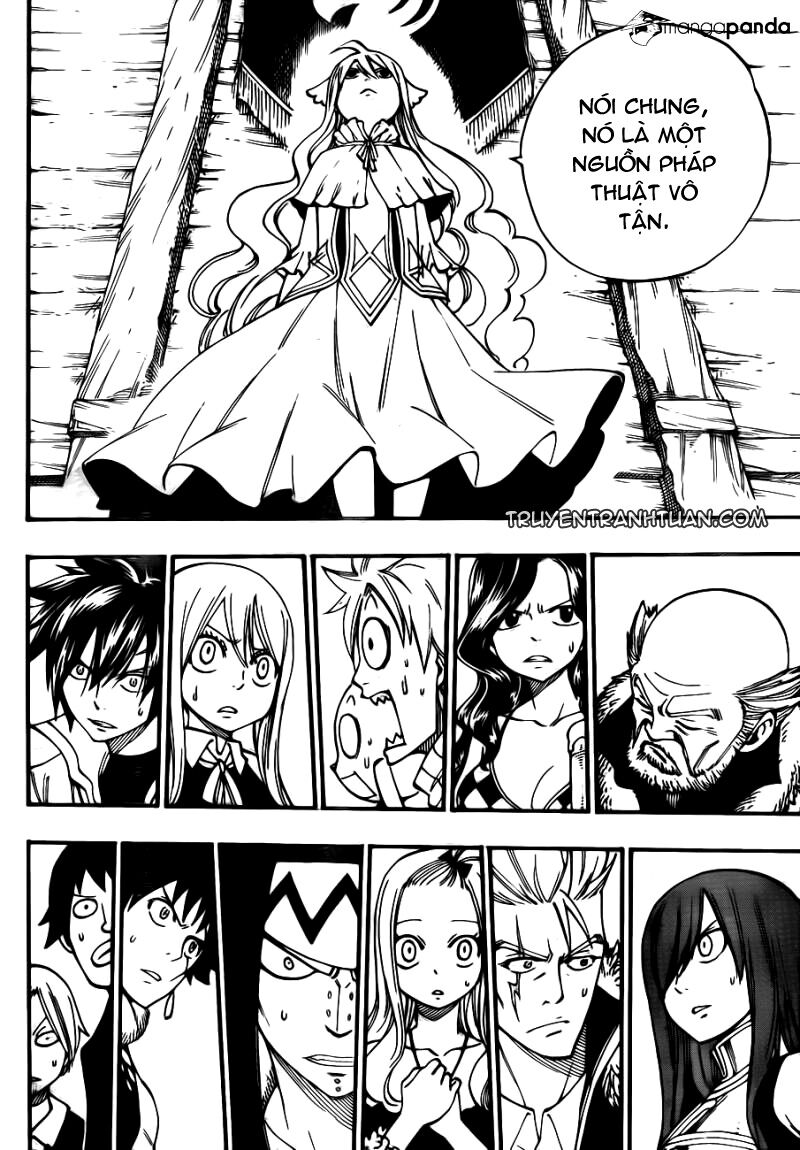 mangapanda
NÓI CHUNG,
NÓ LÀ MỘT
NGUỒN PHÁP
THUẬT VÔ
TẬN.
TRUYENTRANHTUAN.COM